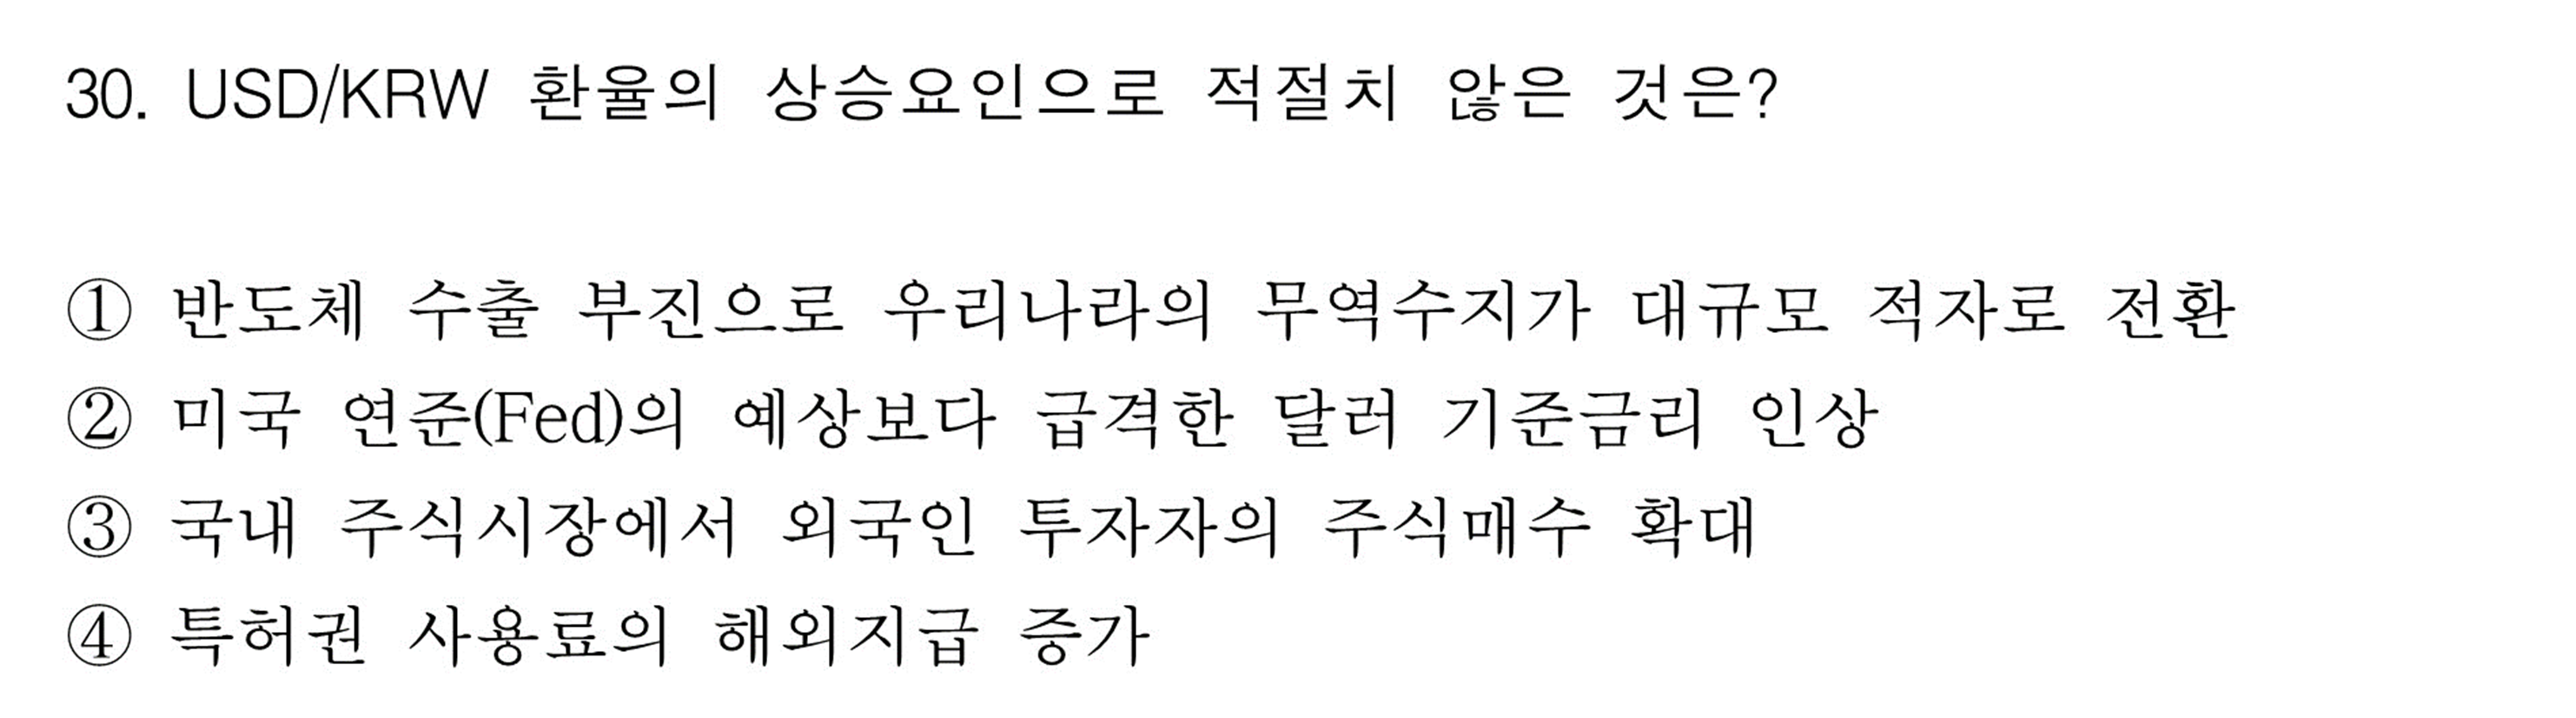 30. USD/KRW 환율의 상승요인으로 적절치 않은 것은?
① 반도체 수출 부진으로 우리나라의 무역수지가 대규모 적자로 전환
② 미국 연준(Fed)의 예상보다 급격한 달러 기준금리 인상
③ 국내 주식시장에서 외국인 투자자의 주식매수 확대
④ 특허권 사용료의 해외지급 증가